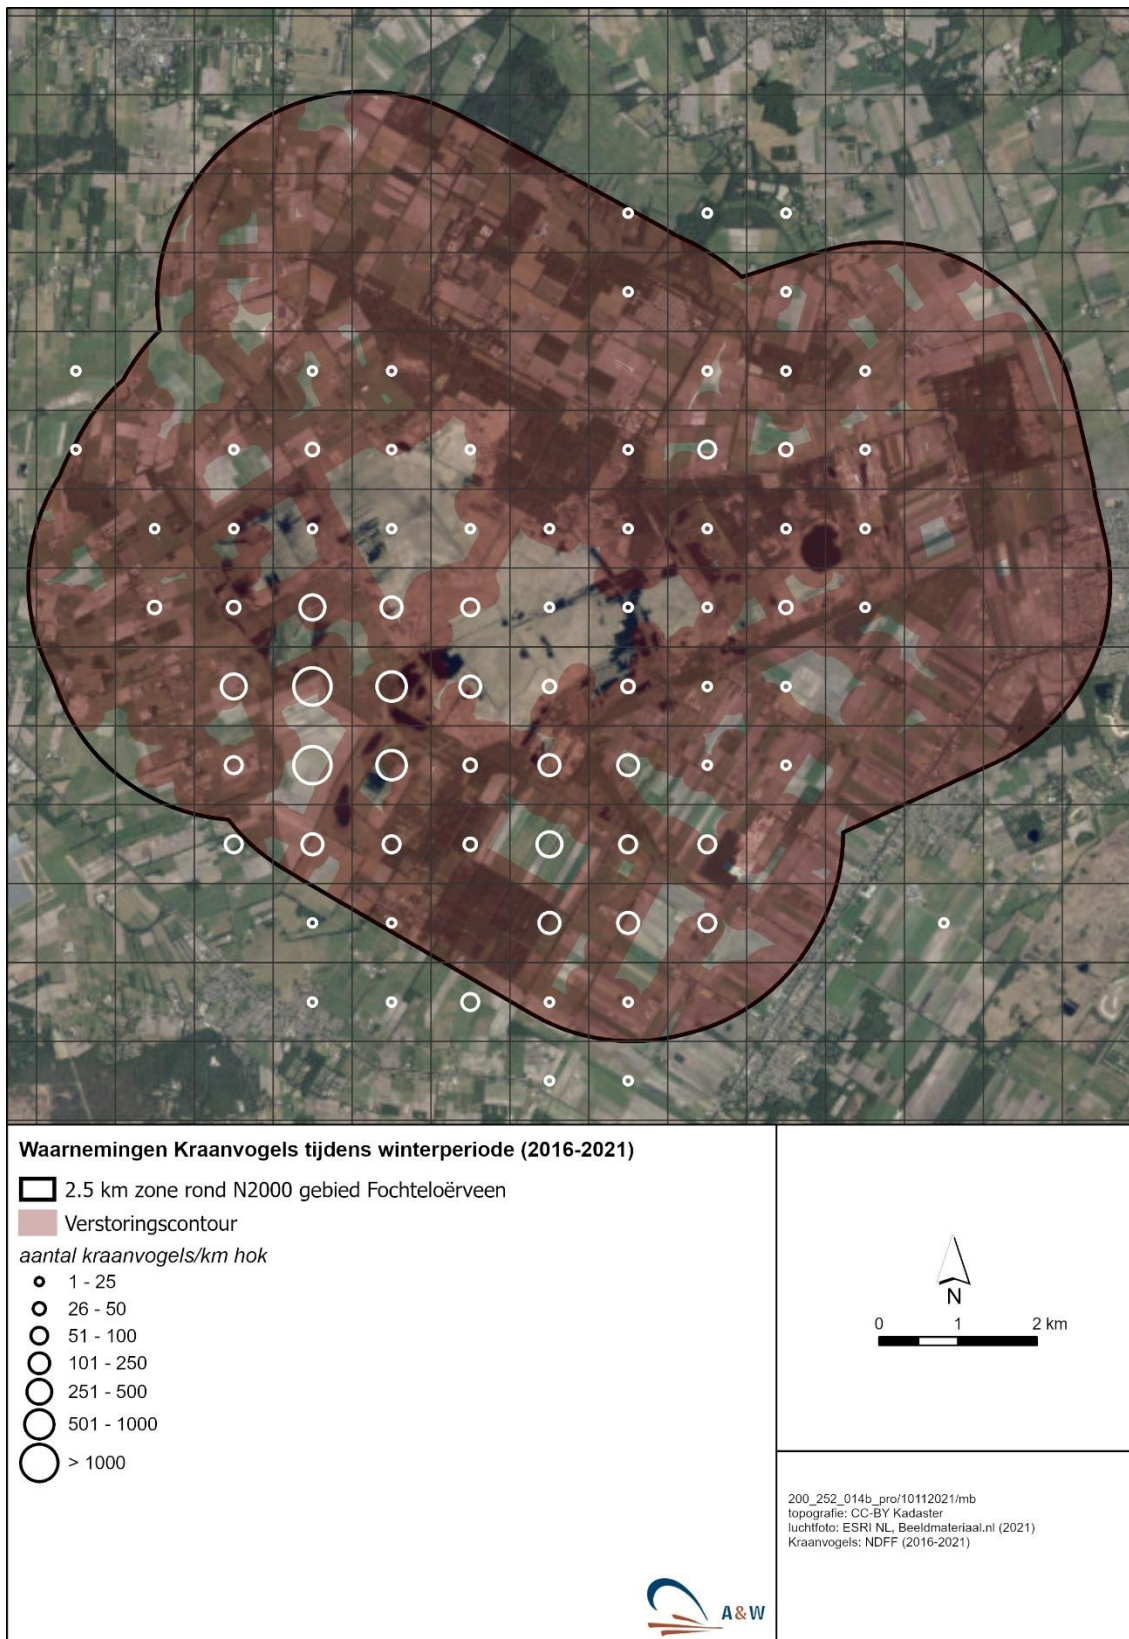 Waarnemingen Kraanvogels tijdens winterperiode (2016-2021)
2.5 km zone rond N2000 gebied Fochteloërveen
Verstoringscontour
aantal kraanvogels/km hok
1 - 25
26 - 50
51 - 100
101 - 250
251 - 500
501 - 1000
> 1000
N
0 1 2 km
200_252_014b_pro/10112021/mb
topografie: CC-BY Kadaster
luchtfoto: ESRI NL, Beeldmateriaal.nl (2021)
Kraanvogels: NDFF (2016-2021)
A&W